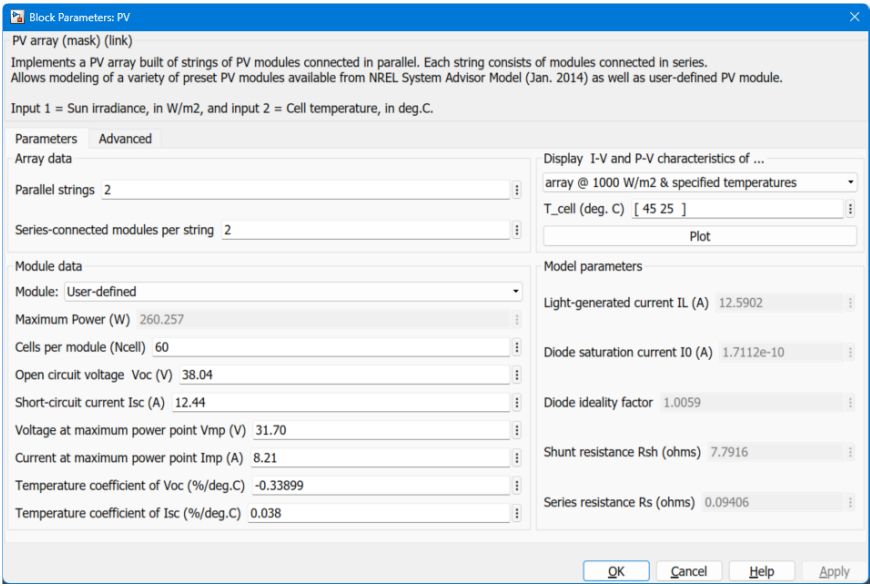 Block Parameters: PV
PV array (mask) (link)
Implements a PV array built of strings of PV modules connected in parallel. Each string consists of modules connected in series.
Allows modeling of a variety of preset PV modules available from NREL System Advisor Model (Jan. 2014) as well as user-defined PV module.
Input 1 = Sun irradiance, in W/m2, and input 2 = Cell temperature, in deg.C.
Parameters Advanced
Array data
Parallel strings 2
Series-connected modules per string 2
Display I-V and P-V characteristics of ...
array @ 1000 W/m2 & specified temperatures
T_cell (deg. C) [ 45 25 ]
Plot
Module data
Module: User-defined
Maximum Power (W) 260.257
Cells per module (Ncell) 60
Open circuit voltage Voc (V) 38.04
Short-circuit current Isc (A) 12.44
Voltage at maximum power point Vmp (V) 31.70
Current at maximum power point Imp (A) 8.21
Temperature coefficient of Voc (%/deg.C) -0.33899
Temperature coefficient of Isc (%/deg.C) 0.038
Model parameters
Light-generated current IL (A) 12.5902
Diode saturation current I0 (A) 1.7112e-10
Diode ideality factor 1.0059
Shunt resistance Rsh (ohms) 7.7916
Series resistance Rs (ohms) 0.09406
OK Cancel Help Apply